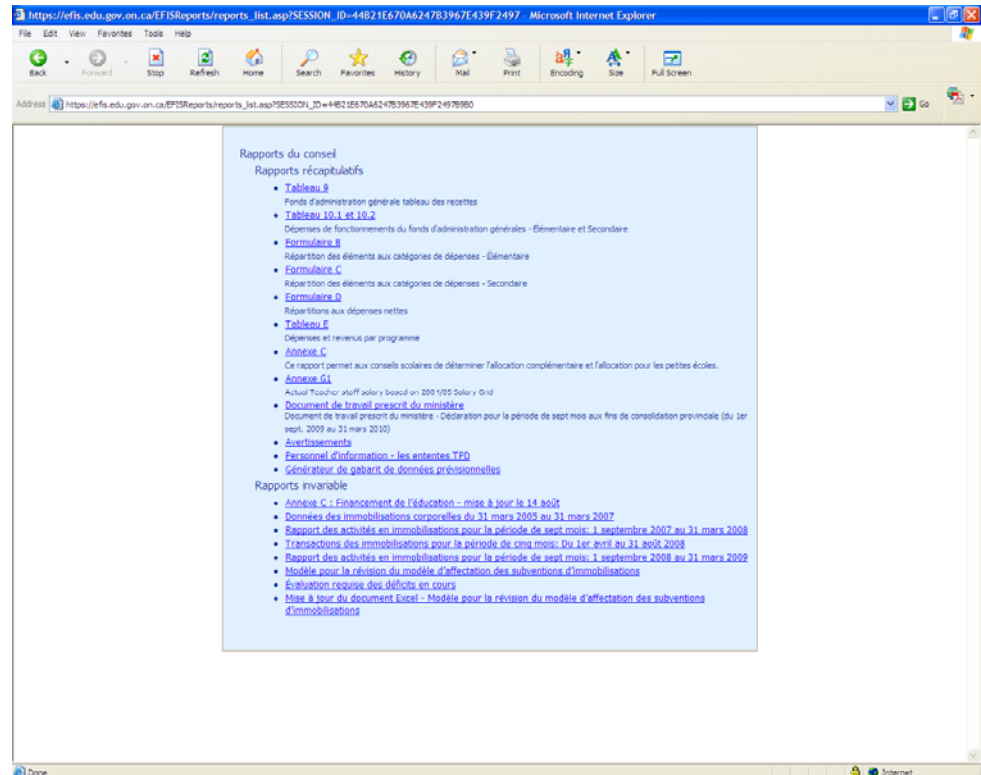 https://efis.edu.gov.on.ca/EFISReports/reports_list.asp?SESSION_ID=44B21E670A6247B3967E439F2497 - Microsoft Internet Explorer
File Edit View Favorites Tools Help
Back Forward Stop Refresh Home Search Favorites History Mail Print Encoding Size Full Screen
Address https://efis.edu.gov.on.ca/EFISReports/reports_list.asp?SESSION_ID=44B21E670A6247B3967E439F2497B9B0 Go
Rapports du conseil
Rapports récapitulatifs
Tableau 9
Fonds d'administration générale tableau des recettes
Tableau 10.1 et 10.2
Dépenses de fonctionnements du fonds d'administration générales - Élémentaire et Secondaire
Formulaire B
Répartition des éléments aux catégories de dépenses - Élémentaire
Formulaire C
Répartition des éléments aux catégories de dépenses - Secondaire
Formulaire D
Répartitions aux dépenses nettes
Tableau E
Dépenses et revenus par programme
Annexe C
Ce rapport permet aux conseils scolaires de déterminer l'allocation complémentaire et l'allocation pour les petites écoles.
Annexe G1
Actual Teacher staff salary based on 2004/05 Salary Grid
Document de travail prescrit du ministère
Document de travail prescrit du ministère - Déclaration pour la période de sept mois aux fins de consolidation provinciale (du 1er
sept. 2009 au 31 mars 2010)
Avertissements
Personnel d'information - les ententes TPD
Générateur de gabarit de données prévisionnelles
Rapports invariable
Annexe C : Financement de l'éducation - mise à jour le 14 août
Données des immobilisations corporelles du 31 mars 2005 au 31 mars 2007
Rapport des activités en immobilisations pour la période de sept mois: 1 septembre 2007 au 31 mars 2008
Transactions des immobilisations pour la période de cinq mois: Du 1er avril au 31 août 2008
Rapport des activités en immobilisations pour la période de sept mois: 1 septembre 2008 au 31 mars 2009
Modèle pour la révision du modèle d'affectation des subventions d'immobilisations
Évaluation requise des déficits en cours
Mise à jour du document Excel - Modèle pour la révision du modèle d'affectation des subventions
d'immobilisations
Done Internet